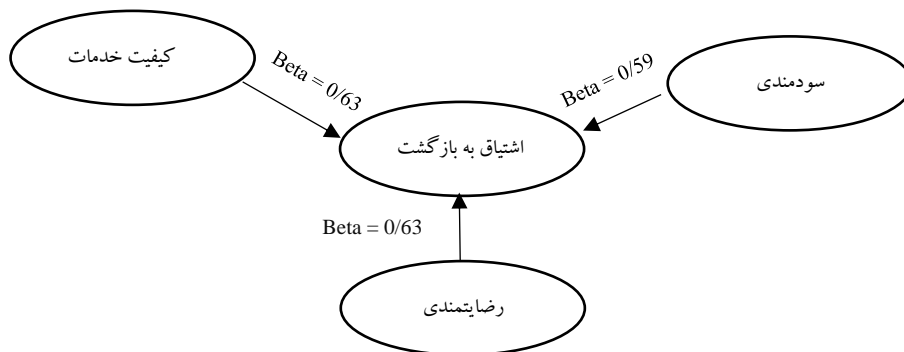 کیفیت خدمات
Beta = 0/63
Beta = 0/59
سودمندی
اشتیاق به بازگشت
Beta = 0/63
رضایتمندی